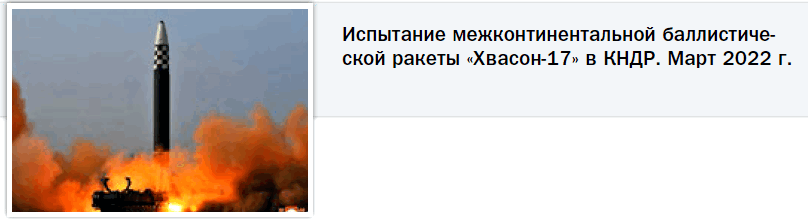 Испытание межконтинентальной баллистиче-
ской ракеты «Хвасон-17» в КНДР. Март 2022 г.